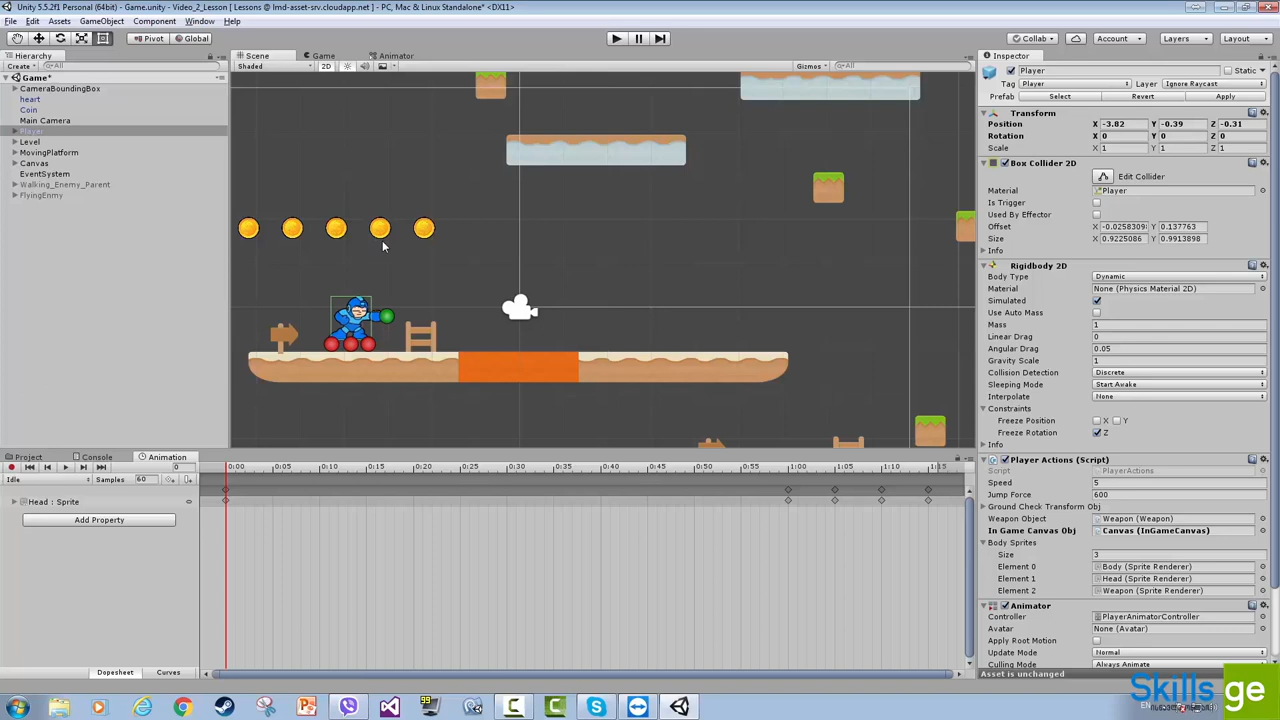 Unity 5.5.2f1 Personal (64bit) - Game.unity - Video_2_Lesson [ Lessons @ lmd-asset-srv.cloudapp.net ] - PC, Mac & Linux Standalone* <DX11>
File Edit Assets GameObject Component Window Help
Pivot Global Collab Account Layers Layout
Hierarchy
Create All
Game*
CameraBoundingBox
heart
Coin
Main Camera
Player
Level
MovingPlatform
Canvas
EventSystem
Walking_Enemy_Parent
FlyingEnmy
Scene Game Animator
Shaded 2D Gizmos All
Project Console Animation
0 0:00 0:05 0:10 0:15 0:20 0:25 0:30 0:35 0:40 0:45 0:50 0:55 1:00 1:05 1:10 1:15
Idle Samples 60
Head : Sprite
Add Property
Dopesheet Curves
Inspector
Player Static
Tag Player Layer Ignore Raycast
Prefab Select Revert Apply
Transform
Position X -3.82 Y -0.39 Z -0.31
Rotation X 0 Y 0 Z 0
Scale X 1 Y 1 Z 1
Box Collider 2D
Edit Collider
Material Player
Is Trigger
Used By Effector
Offset X -0.0258309 Y 0.137763
Size X 0.9225086 Y 0.9913898
Info
Rigidbody 2D
Body Type Dynamic
Material None (Physics Material 2D)
Simulated
Use Auto Mass
Mass 1
Linear Drag 0
Angular Drag 0.05
Gravity Scale 1
Collision Detection Discrete
Sleeping Mode Start Awake
Interpolate None
Constraints
Freeze Position X Y
Freeze Rotation Z
Info
Player Actions (Script)
Script PlayerActions
Speed 5
Jump Force 600
Ground Check Transform Obj
Weapon Object Weapon (Weapon)
In Game Canvas Obj Canvas (InGameCanvas)
Body Sprites
Size 3
Element 0 Body (Sprite Renderer)
Element 1 Head (Sprite Renderer)
Element 2 Weapon (Sprite Renderer)
Animator
Controller PlayerAnimatorController
Avatar None (Avatar)
Apply Root Motion
Update Mode Normal
Culling Mode Always Animate
Asset is unchanged
Skills ge
99